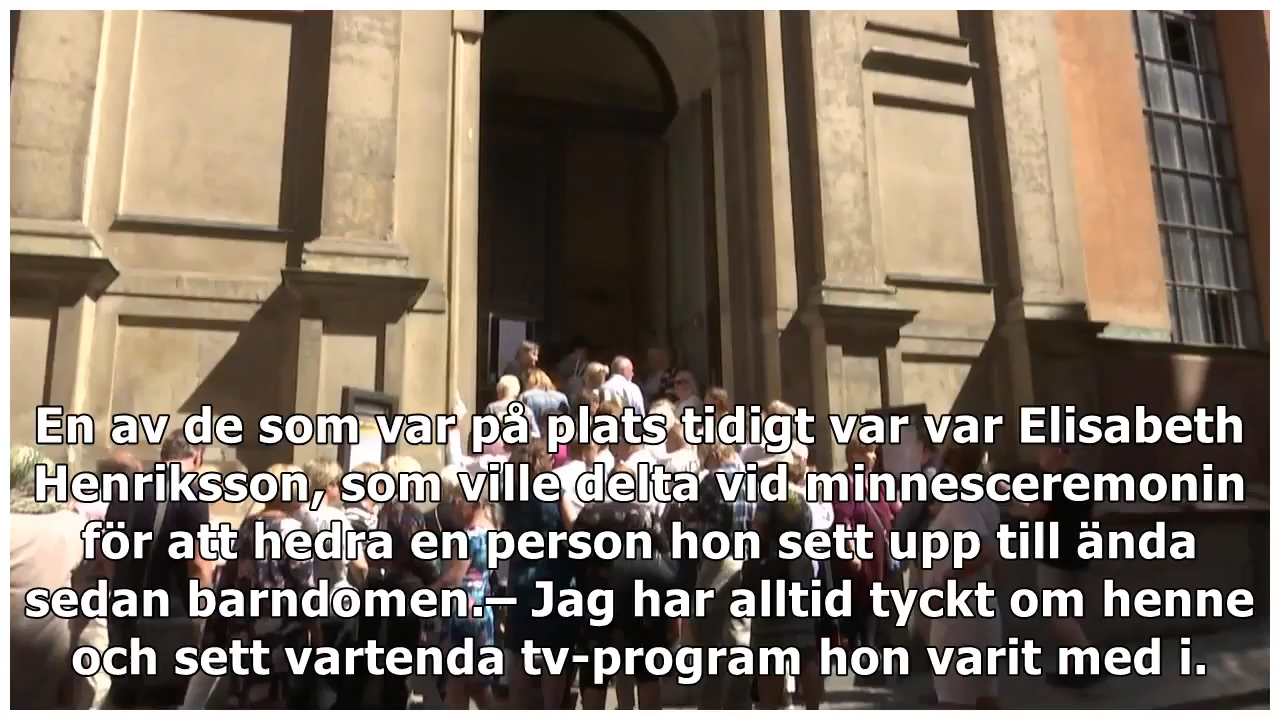 En av de som var på plats tidigt var var Elisabeth
Henriksson, som ville delta vid minnesceremonin
för att hedra en person hon sett upp till ända
sedan barndomen.– Jag har alltid tyckt om henne
och sett vartenda tv-program hon varit med i.